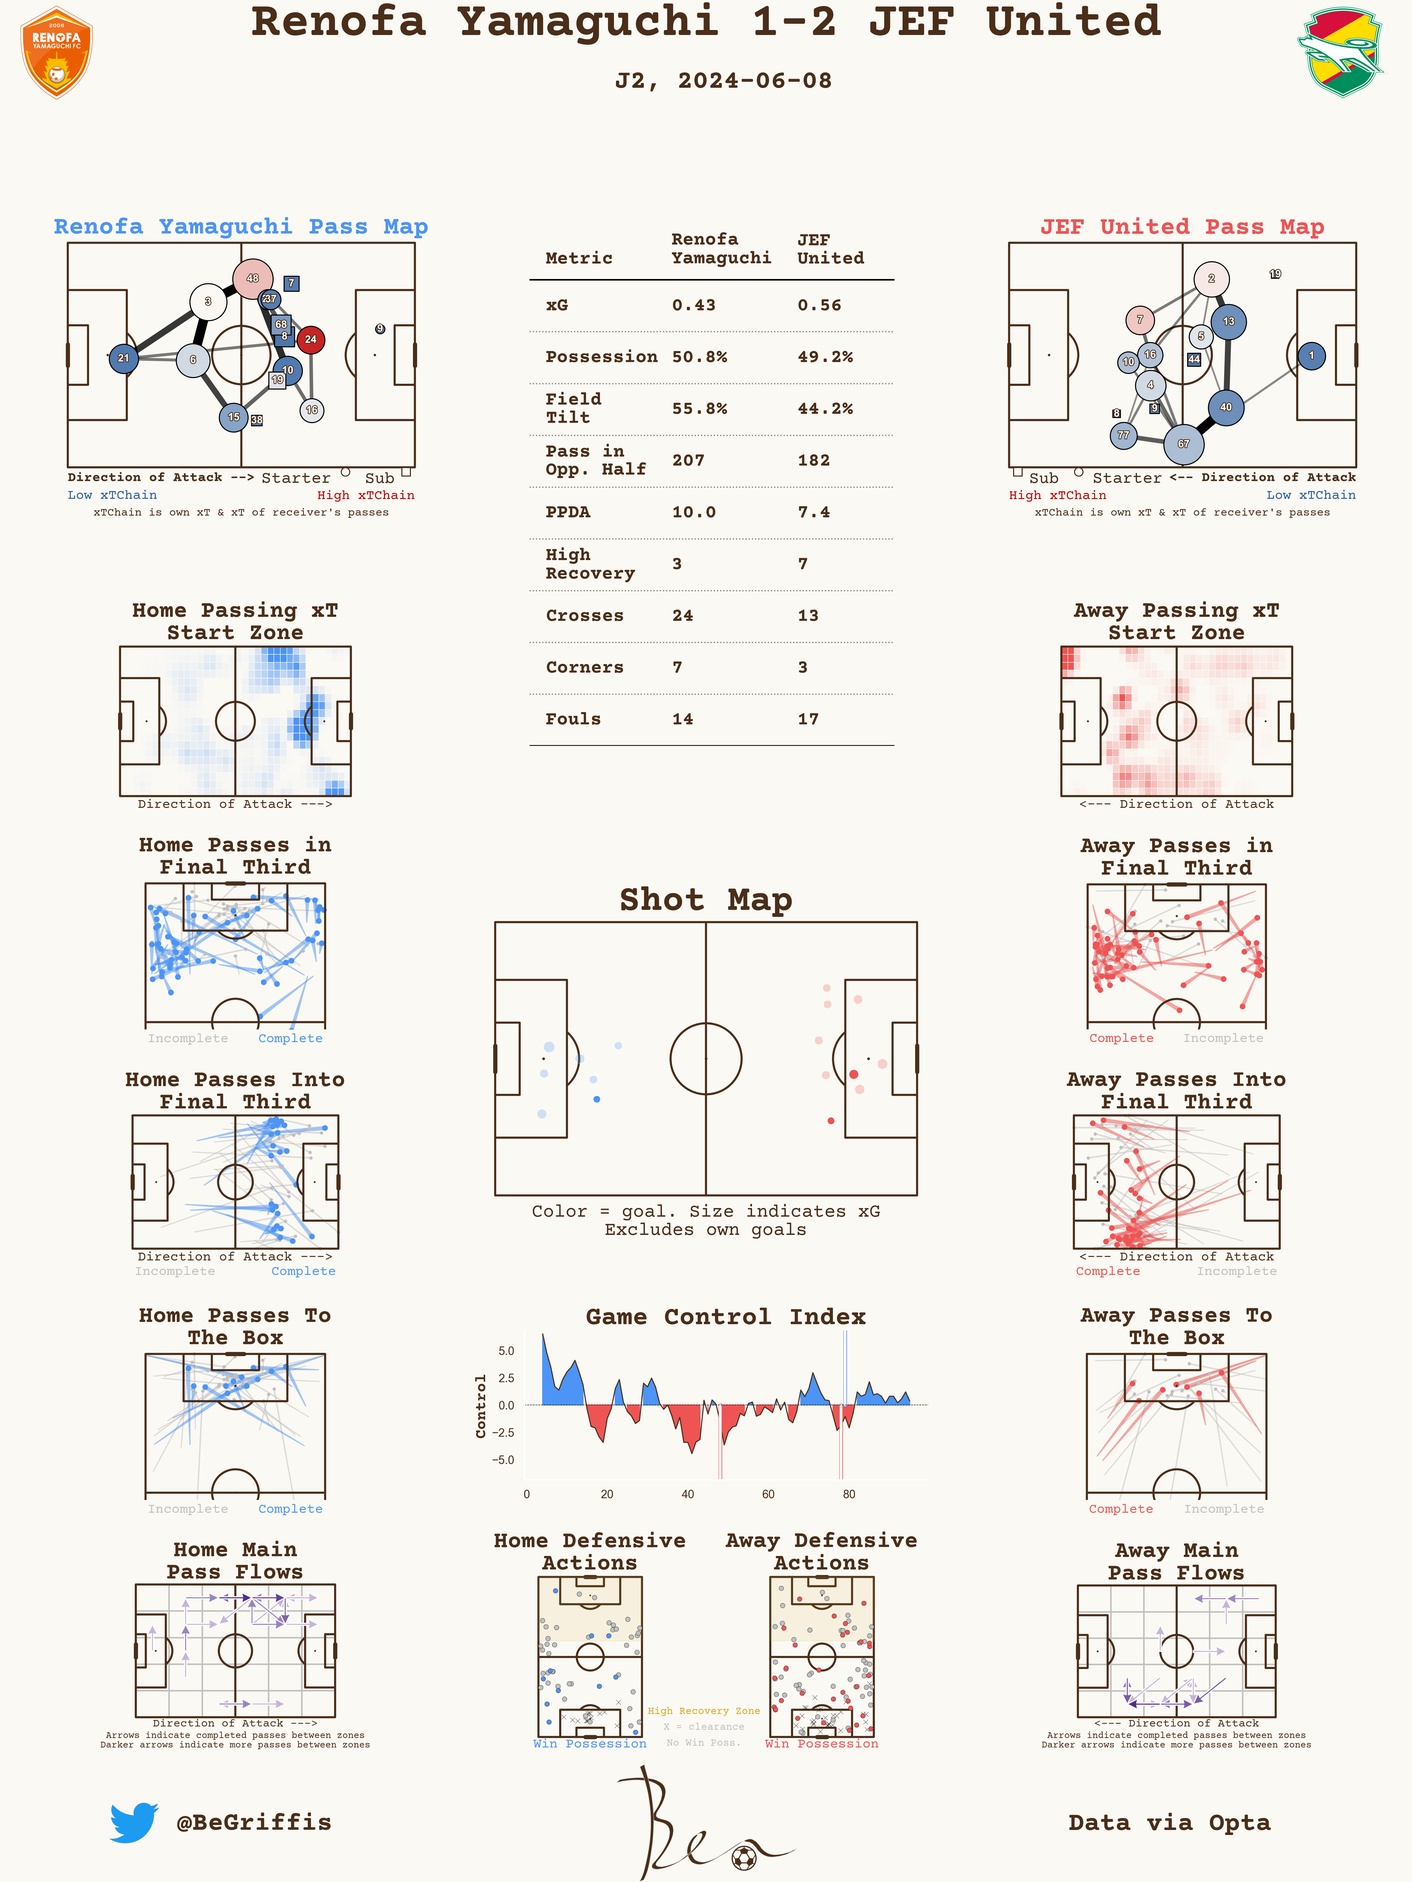 Renofa Yamaguchi 1-2 JEF United
J2, 2024-06-08
2006
RENOFA
YAMAGUCHI FC
Renofa Yamaguchi Pass Map
48
7
3
37
68
8
24
9
21
6
10
19
15
38
16
Direction of Attack --> Starter Sub
Low xTChain High xTChain
xTChain is own xT & xT of receiver's passes
Metric Renofa Yamaguchi JEF United
xG 0.43 0.56
Possession 50.8% 49.2%
Field Tilt 55.8% 44.2%
Pass in Opp. Half 207 182
PPDA 10.0 7.4
High Recovery 3 7
Crosses 24 13
Corners 7 3
Fouls 14 17
JEF United Pass Map
2
19
7
13
5
10
16
44
1
4
8
9
40
77
67
Sub Starter <-- Direction of Attack
High xTChain Low xTChain
xTChain is own xT & xT of receiver's passes
Home Passing xT
Start Zone
Direction of Attack --->
Away Passing xT
Start Zone
<--- Direction of Attack
Home Passes in
Final Third
Incomplete Complete
Shot Map
Color = goal. Size indicates xG
Excludes own goals
Away Passes in
Final Third
Complete Incomplete
Home Passes Into
Final Third
Direction of Attack --->
Incomplete Complete
Away Passes Into
Final Third
<--- Direction of Attack
Complete Incomplete
Home Passes To
The Box
Incomplete Complete
Game Control Index
Control
5.0
2.5
0.0
−2.5
−5.0
0 20 40 60 80
Away Passes To
The Box
Complete Incomplete
Home Main
Pass Flows
Direction of Attack --->
Arrows indicate completed passes between zones
Darker arrows indicate more passes between zones
Home Defensive
Actions
Win Possession
High Recovery Zone
X = clearance
No Win Poss.
Away Defensive
Actions
Win Possession
Away Main
Pass Flows
<--- Direction of Attack
Arrows indicate completed passes between zones
Darker arrows indicate more passes between zones
@BeGriffis
Ben
Data via Opta